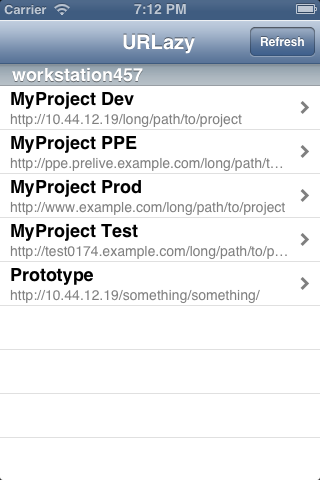 Carrier 7:12 PM
URLazy Refresh
workstation457
MyProject Dev
http://10.44.12.19/long/path/to/project
MyProject PPE
http://ppe.prelive.example.com/long/path/t…
MyProject Prod
http://www.example.com/long/path/to/project
MyProject Test
http://test0174.example.com/long/path/to/p…
Prototype
http://10.44.12.19/something/something/